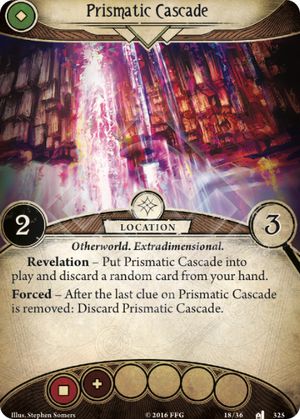 Prismatic Cascade
2
LOCATION
3
Otherworld. Extradimensional.
Revelation – Put Prismatic Cascade into
play and discard a random card from your hand.
Forced – After the last clue on Prismatic Cascade
is removed: Discard Prismatic Cascade.
Illus. Stephen Somers © 2016 FFG 18/36 325